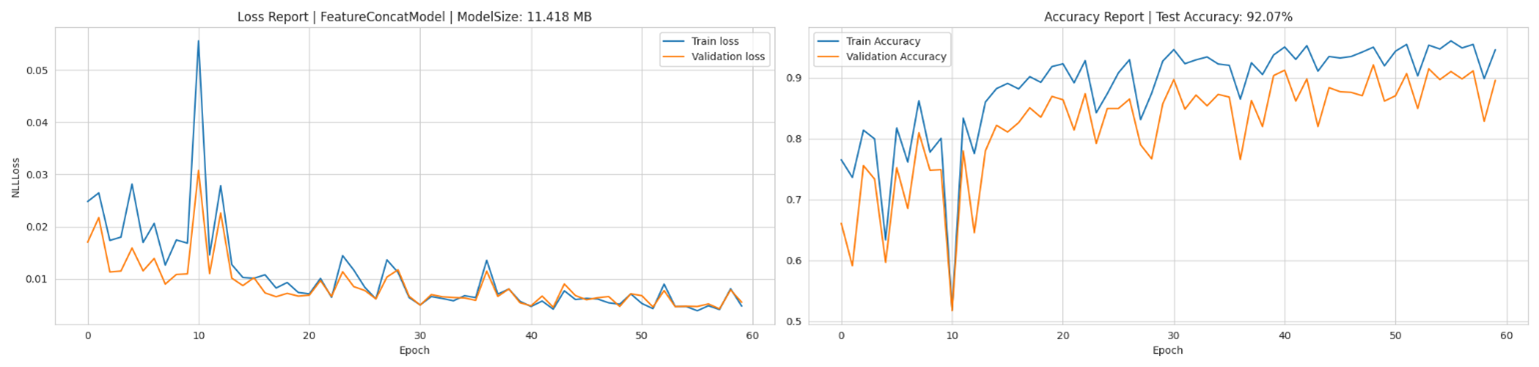 Loss Report | FeatureConcatModel | ModelSize: 11.418 MB
Train loss
Validation loss
0.05
0.04
0.03
0.02
0.01
NLLLoss
0 10 20 30 40 50 60
Epoch
Accuracy Report | Test Accuracy: 92.07%
Train Accuracy
Validation Accuracy
0.9
0.8
0.7
0.6
0.5
0 10 20 30 40 50 60
Epoch